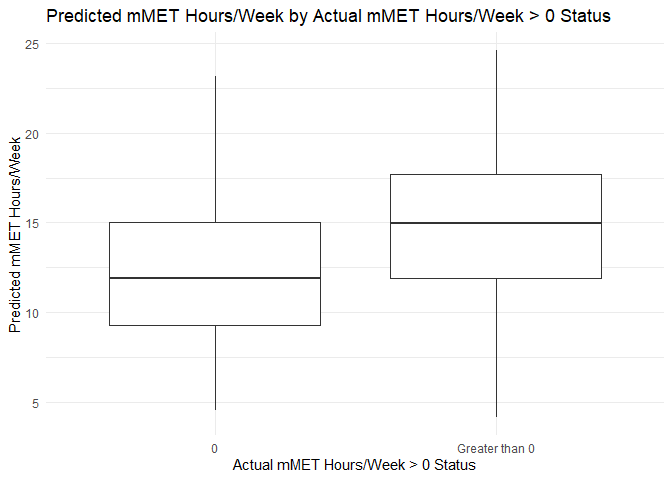 Predicted mMET Hours/Week by Actual mMET Hours/Week > 0 Status
Predicted mMET Hours/Week
25
20
15
10
5
0
Greater than 0
Actual mMET Hours/Week > 0 Status